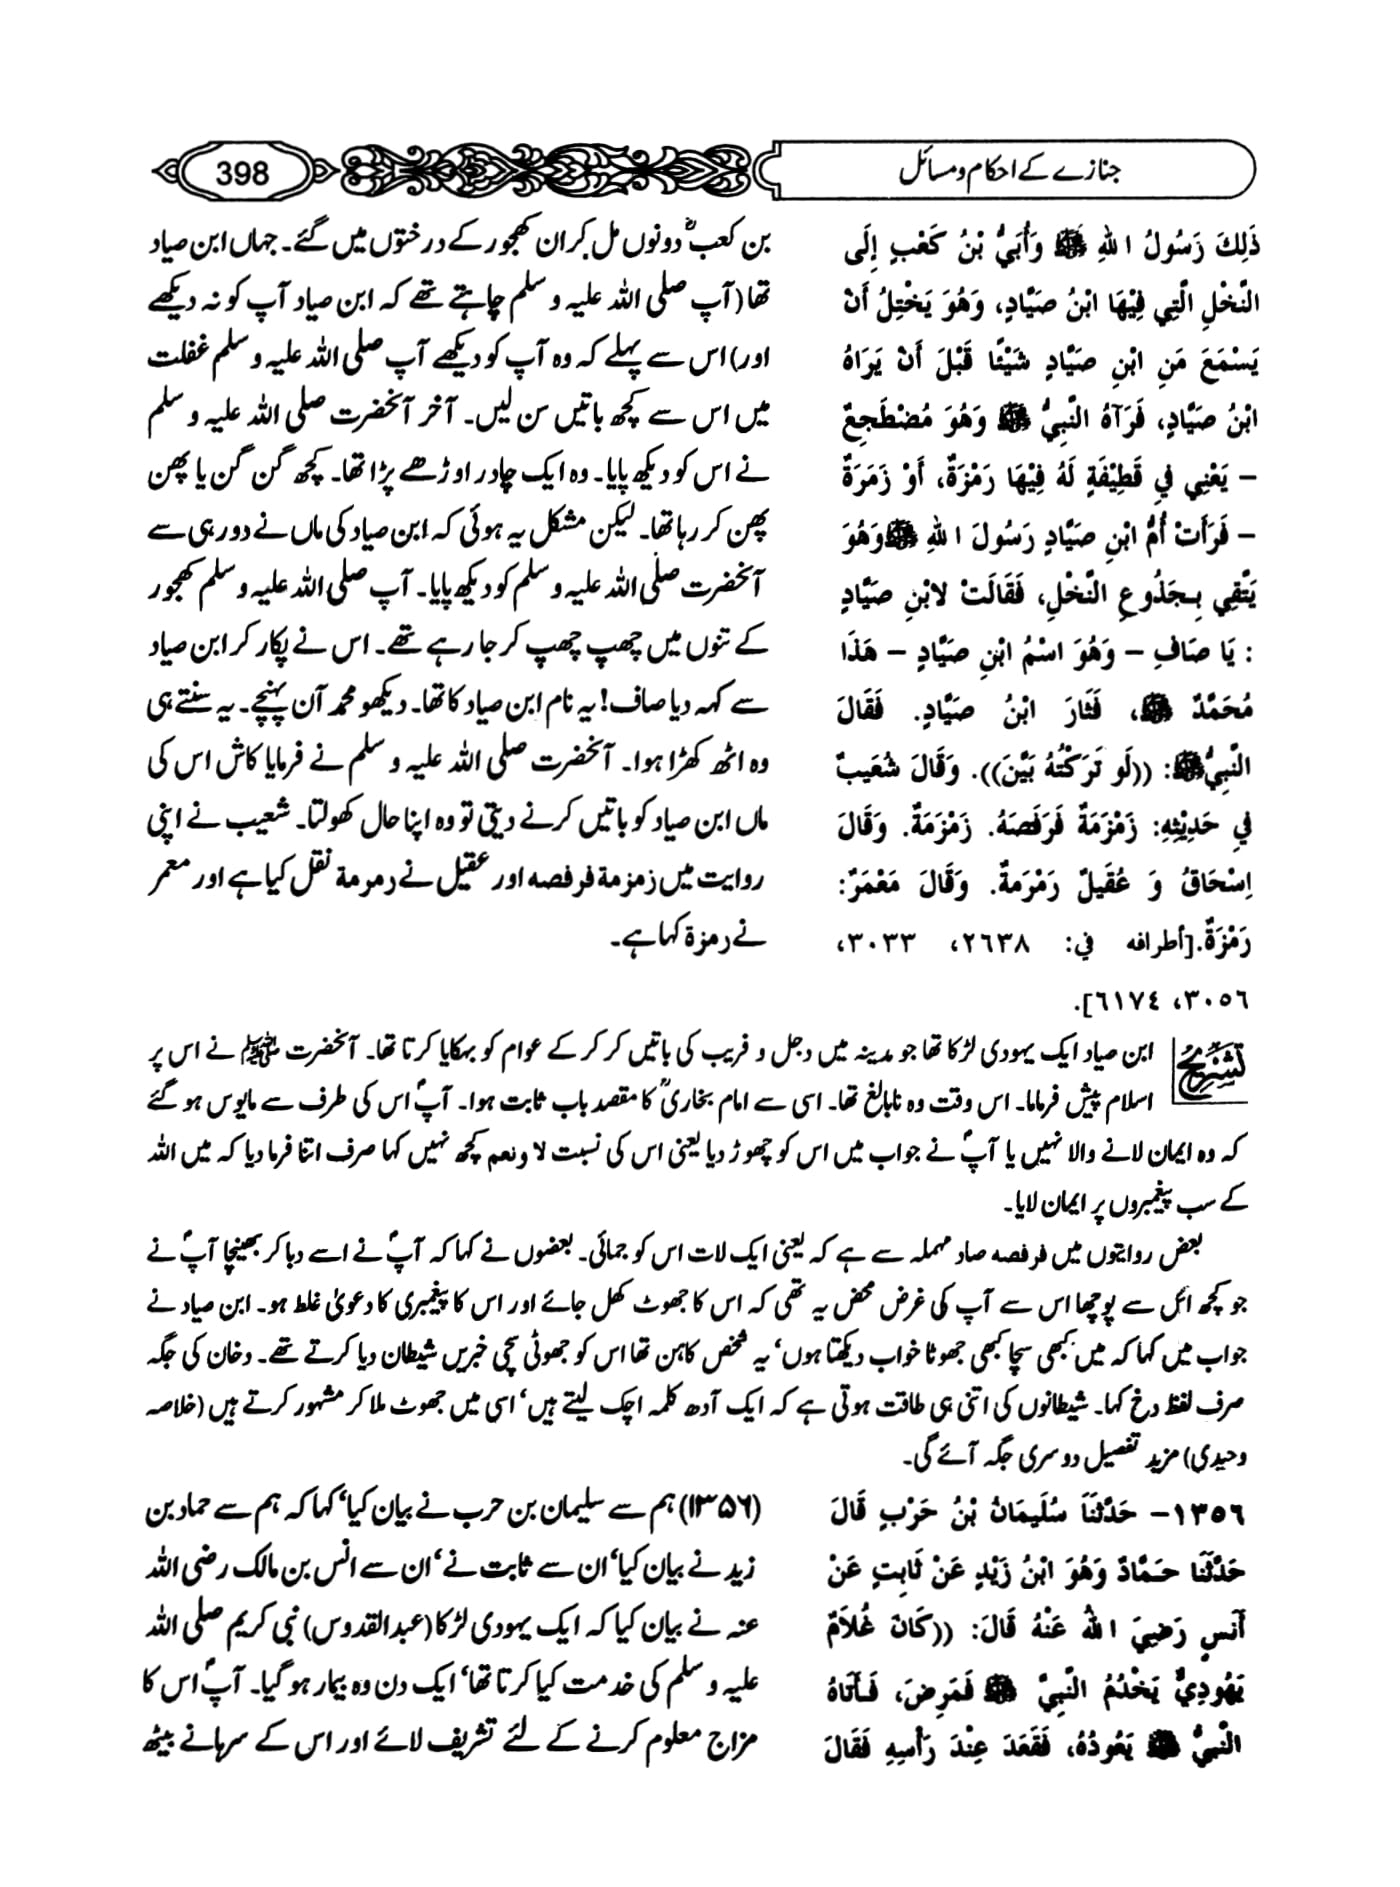 جنازے کے احکام و مسائل
398
ذَلِكَ رَسُولُ اللهِ ﷺ وَأُبَيُّ بْنُ كَعْبٍ إِلَى
النَّخْلِ الَّتِي فِيْهَا ابْنُ صَيَّادٍ، وَهُوَ يَخْتِلُ أَنْ
يَسْمَعَ مَنِ ابْنِ صَيَّادٍ شَيْئًا قَبْلَ أَنْ يَرَاهُ
ابْنُ صَيَّادٍ، فَرَآهُ النَّبِيُّ ﷺ وَهُوَ مُضْطَجِعٌ
– يَعْنِي فِي قَطِيْفَةٍ لَهُ فِيْهَا رَمْزَةٌ، أَوْ زَمَرَةٌ
– فَرَأَتْ أُمُّ ابْنِ صَيَّادٍ رَسُولَ اللهِ ﷺ وَهُوَ
يَتَّقِي بِجَذُوعِ النَّخْلِ، فَقَالَتْ لابْنِ صَيَّادٍ
: يَا صَافِ – وَهُوَ اسْمُ ابْنِ صَيَّادٍ – هَذَا
مُحَمَّدٌ ﷺ، فَثَارَ ابْنُ صَيَّادٍ. فَقَالَ
النَّبِيُّ ﷺ: ((لَو تَرَكْتُهُ بَيَّنَ)). وَقَالَ شُعَيبٌ
فِي حَدِيْثِهِ: زَمْزَمَةٌ فَرَفَصَهُ. زَمْزَمَةٌ. وَقَالَ
اِسْحَاقُ وَ عُقَيلٌ رَمْرَمةٌ. وَقَالَ مَعْمَرٌ:
رَمْزَةٌ.[أطرافه في: ٢٦٣٨، ٣٠٣٣،
٣٠٥٦، ٦١٧٤].
بن کعبؓ دونوں مل کر ان کھجور کے درختوں میں گئے۔ جہاں ابن صیاد
تھا (آپ صلی اللہ علیہ و سلم چاہتے تھے کہ ابن صیاد آپ کو نہ دیکھے
اور) اس سے پہلے کہ وہ آپ کو دیکھے آپ صلی اللہ علیہ و سلم غفلت
میں اس سے کچھ باتیں سن لیں۔ آخر آنحضرت صلی اللہ علیہ و سلم
نے اس کو دیکھ پایا۔ وہ ایک چادر اوڑھے پڑا تھا۔ کچھ گن گن یا پھن
پھن کر رہا تھا۔ لیکن مشکل یہ ہوئی کہ ابن صیاد کی ماں نے دور ہی سے
آنحضرت صلی اللہ علیہ و سلم کو دیکھ پایا۔ آپ صلی اللہ علیہ و سلم کھجور
کے تنوں میں چھپ چھپ کر جا رہے تھے۔ اس نے پکار کر ابن صیاد
سے کہہ دیا صاف! یہ نام ابن صیاد کا تھا۔ دیکھو محمد آن پہنچے۔ یہ سنتے ہی
وہ اٹھ کھڑا ہوا۔ آنحضرت صلی اللہ علیہ و سلم نے فرمایا کاش اس کی
ماں ابن صیاد کو باتیں کرنے دیتی تو وہ اپنا حال کھولتا۔ شعیب نے اپنی
روایت میں زمزمة فرفصه اور عقیل نے رمرمة نقل کیا ہے اور معمر
نے رمزة کہا ہے۔
تشریح
ابن صیاد ایک یہودی لڑکا تھا جو مدینہ میں دجل و فریب کی باتیں کر کر کے عوام کو بہکایا کرتا تھا۔ آنحضرت ﷺ نے اس پر
اسلام پیش فرمایا۔ اس وقت وہ نابالغ تھا۔ اسی سے امام بخاریؒ کا مقصد باب ثابت ہوا۔ آپؐ اس کی طرف سے مایوس ہو گئے
کہ وہ ایمان لانے والا نہیں یا آپؐ نے جواب میں اس کو چھوڑ دیا یعنی اس کی نسبت لا و نعم کچھ نہیں کہا صرف اتنا فرما دیا کہ میں اللہ
کے سب پیغمبروں پر ایمان لایا۔
بعض روایتوں میں فرفصه صاد مہملہ سے ہے کہ یعنی ایک لات اس کو جمائی۔ بعضوں نے کہا کہ آپؐ نے اسے دبا کر بھینچا آپؐ نے
جو کچھ اس سے پوچھا اس سے آپ کی غرض محض یہ تھی کہ اس کا جھوٹ کھل جائے اور اس کا پیغمبری کا دعویٰ غلط ہو۔ ابن صیاد نے
جواب میں کہا کہ میں کبھی سچا کبھی جھوٹا خواب دیکھتا ہوں‘ یہ شخص کاہن تھا اس کو جھوٹی سچی خبریں شیطان دیا کرتے تھے۔ دخان کی جگہ
صرف لفظ دخ کہا۔ شیطانوں کی اتنی ہی طاقت ہوتی ہے کہ ایک آدھ کلمہ اچک لیتے ہیں‘ اسی میں جھوٹ ملا کر مشہور کرتے ہیں (خلاصہ
وحیدی) مزید تفصیل دوسری جگہ آئے گی۔
١٣٥٦– حَدَّثَنَا سُلَيمَانُ بْنُ حَرْبٍ قَالَ
حَدَّثَنَا حَمَّادٌ وَهُوَ ابْنُ زَيْدٍ عَنْ ثَابِتٍ عَنْ
أَنَسٍ رَضِيَ اللهُ عَنْهُ قَالَ: ((كَانَ غُلاَمٌ
يَهُودِيٌّ يَخْدُمُ النَّبِيَّ ﷺ فَمَرِضَ، فَأَتَاهُ
النَّبِيُّ ﷺ يَعُودُهُ، فَقَعَدَ عِنْدَ رَأسِهِ فَقَالَ
(۱۳۵۶) ہم سے سلیمان بن حرب نے بیان کیا‘ کہا کہ ہم سے حماد بن
زید نے بیان کیا‘ ان سے ثابت نے‘ ان سے انس بن مالک رضی اللہ
عنہ نے بیان کیا کہ ایک یہودی لڑکا (عبدالقدوس) نبی کریم صلی اللہ
علیہ و سلم کی خدمت کیا کرتا تھا‘ ایک دن وہ بیمار ہو گیا۔ آپؐ اس کا
مزاج معلوم کرنے کے لئے تشریف لائے اور اس کے سرہانے بیٹھ